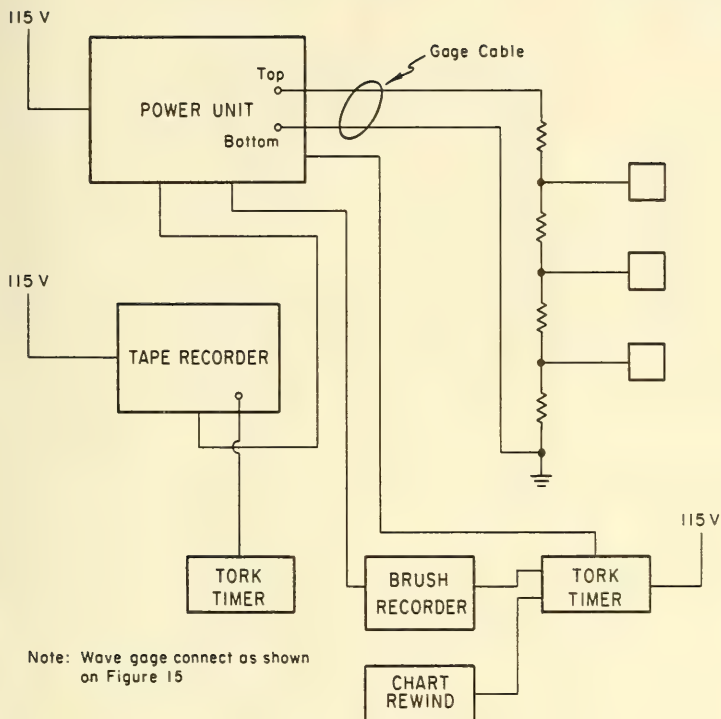 115 V
Gage Cable
Top
POWER UNIT
Bottom
115 V
TAPE RECORDER
115 V
TORK
TIMER
BRUSH
RECORDER
TORK
TIMER
Note: Wave gage connect as shown
on Figure 15
CHART
REWIND